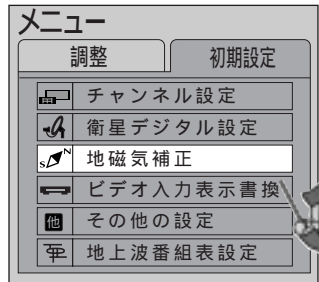 メニュー
調整
初期設定
チャンネル設定
衛星デジタル設定
S N 地磁気補正
ビデオ入力表示書換
他 その他の設定
地上波番組表設定